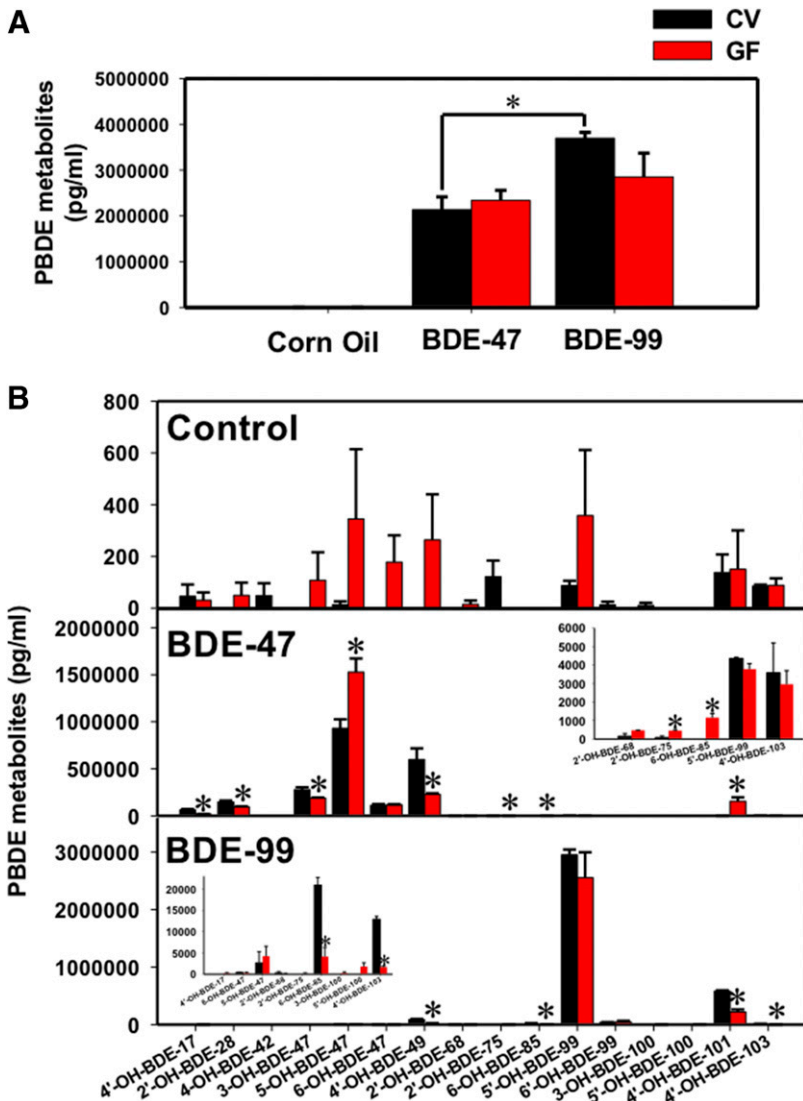 A
CV
GF
PBDE metabolites
(pg/ml)
5000000
4000000
3000000
2000000
1000000
0
*
Corn Oil BDE-47 BDE-99
B
PBDE metabolites (pg/ml)
Control
800
600
400
200
0
BDE-47
2000000
1500000
1000000
500000
0
* * * * * * * *
6000
5000
4000
3000
2000
1000
0
* *
2'-OH-BDE-68 2'-OH-BDE-75 6-OH-BDE-85 5'-OH-BDE-99 4'-OH-BDE-103
BDE-99
3000000
2000000
1000000
0
* * * *
20000
15000
10000
5000
0
* *
4'-OH-BDE-17 6-OH-BDE-47 5-OH-BDE-47 2'-OH-BDE-68 2'-OH-BDE-75 6-OH-BDE-85 3-OH-BDE-100 5'-OH-BDE-100 4'-OH-BDE-103
4'-OH-BDE-17 2'-OH-BDE-28 4-OH-BDE-42 3-OH-BDE-47 5-OH-BDE-47 6-OH-BDE-47 4'-OH-BDE-49 2'-OH-BDE-68 2'-OH-BDE-75 6-OH-BDE-85 5'-OH-BDE-99 6'-OH-BDE-99 3-OH-BDE-100 5'-OH-BDE-100 4'-OH-BDE-101 4'-OH-BDE-103